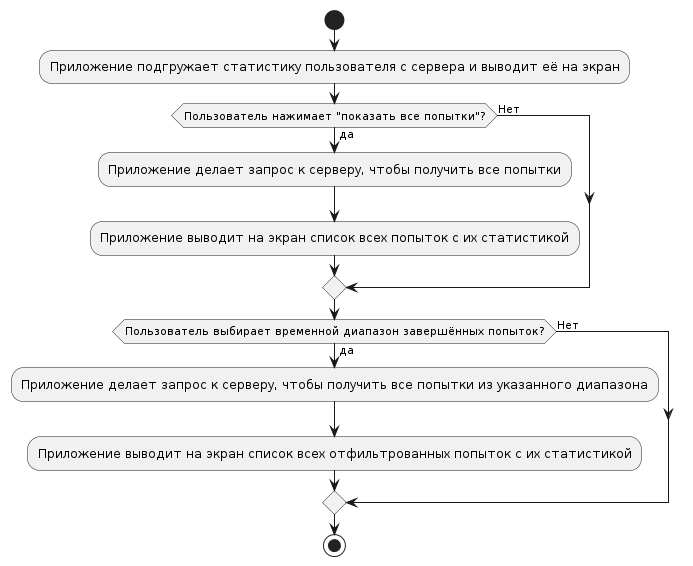 Приложение подгружает статистику пользователя с сервера и выводит её на экран
Пользователь нажимает "показать все попытки"?
Нет
да
Приложение делает запрос к серверу, чтобы получить все попытки
Приложение выводит на экран список всех попыток с их статистикой
Пользователь выбирает временной диапазон завершённых попыток?
Нет
да
Приложение делает запрос к серверу, чтобы получить все попытки из указанного диапазона
Приложение выводит на экран список всех отфильтрованных попыток с их статистикой